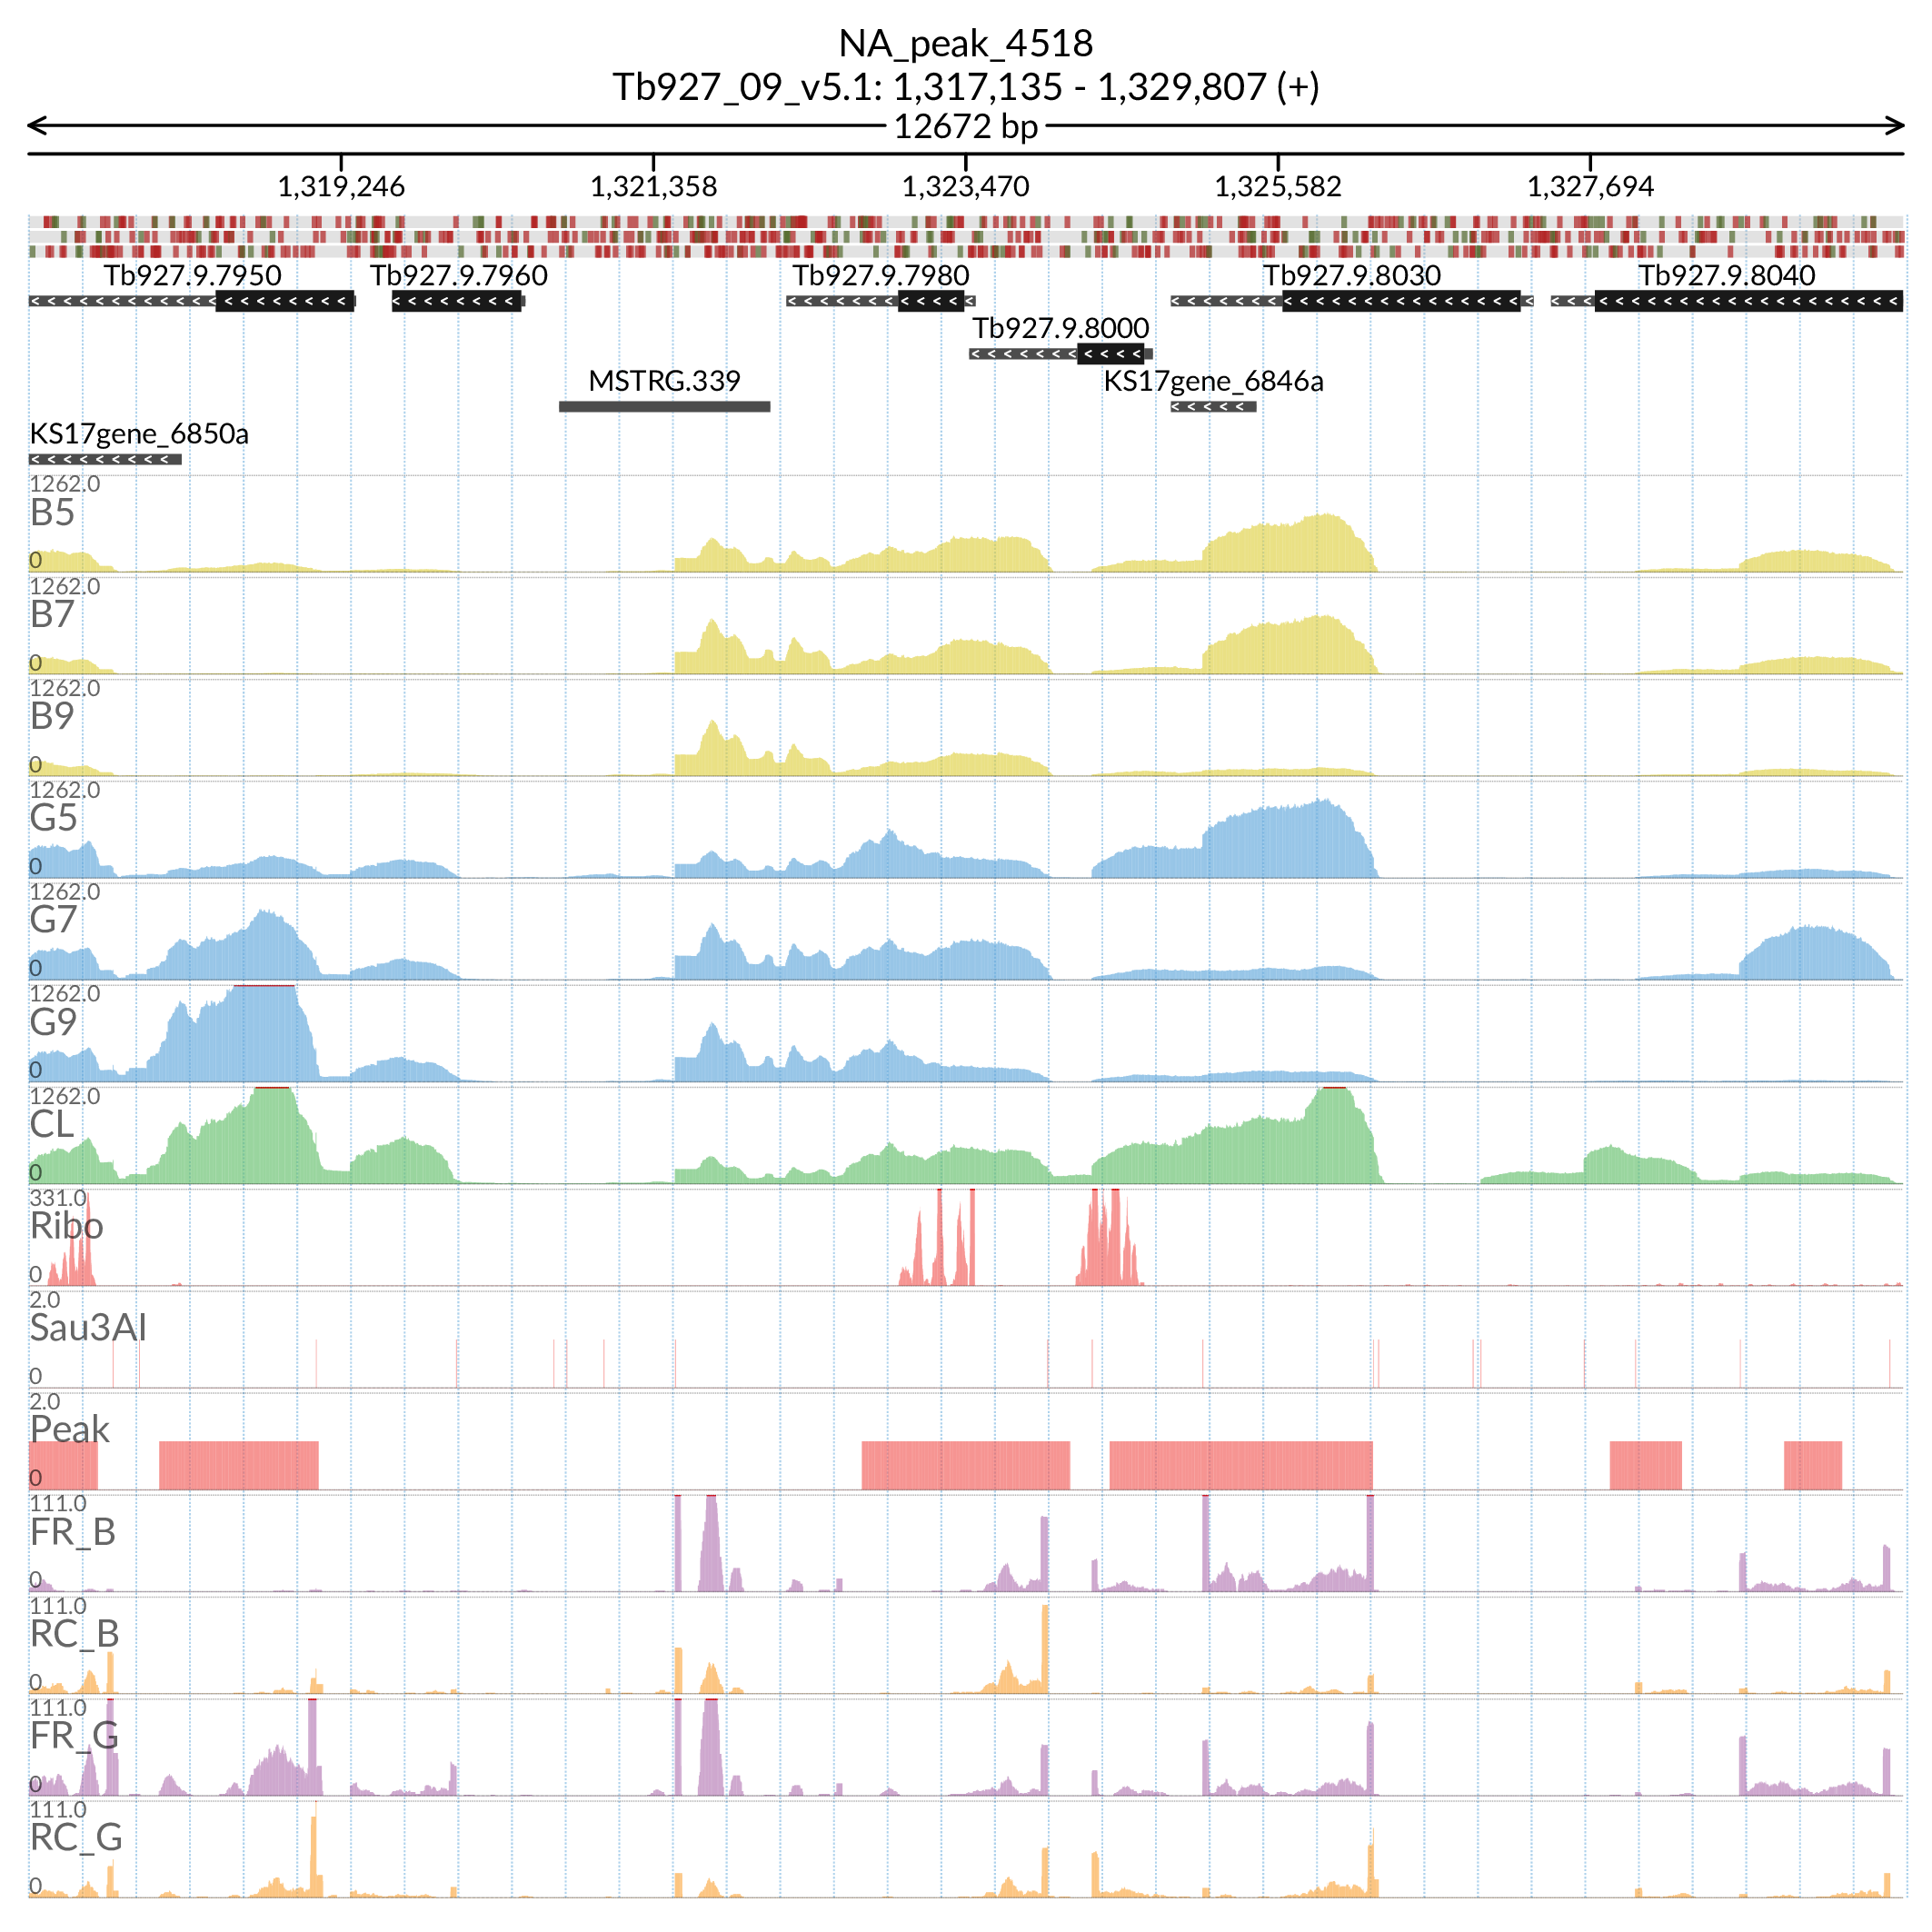 NA_peak_4518
Tb927_09_v5.1: 1,317,135 - 1,329,807 (+)
12672 bp
1,319,246 1,321,358 1,323,470 1,325,582 1,327,694
Tb927.9.7950 Tb927.9.7960 Tb927.9.7980 Tb927.9.8030 Tb927.9.8040
Tb927.9.8000
MSTRG.339 KS17gene_6846a
KS17gene_6850a
1262.0
B5
0
1262.0
B7
0
1262.0
B9
0
1262.0
G5
0
1262.0
G7
0
1262.0
G9
0
1262.0
CL
0
331.0
Ribo
0
2.0
Sau3AI
0
2.0
Peak
0
111.0
FR_B
0
111.0
RC_B
0
111.0
FR_G
0
111.0
RC_G
0